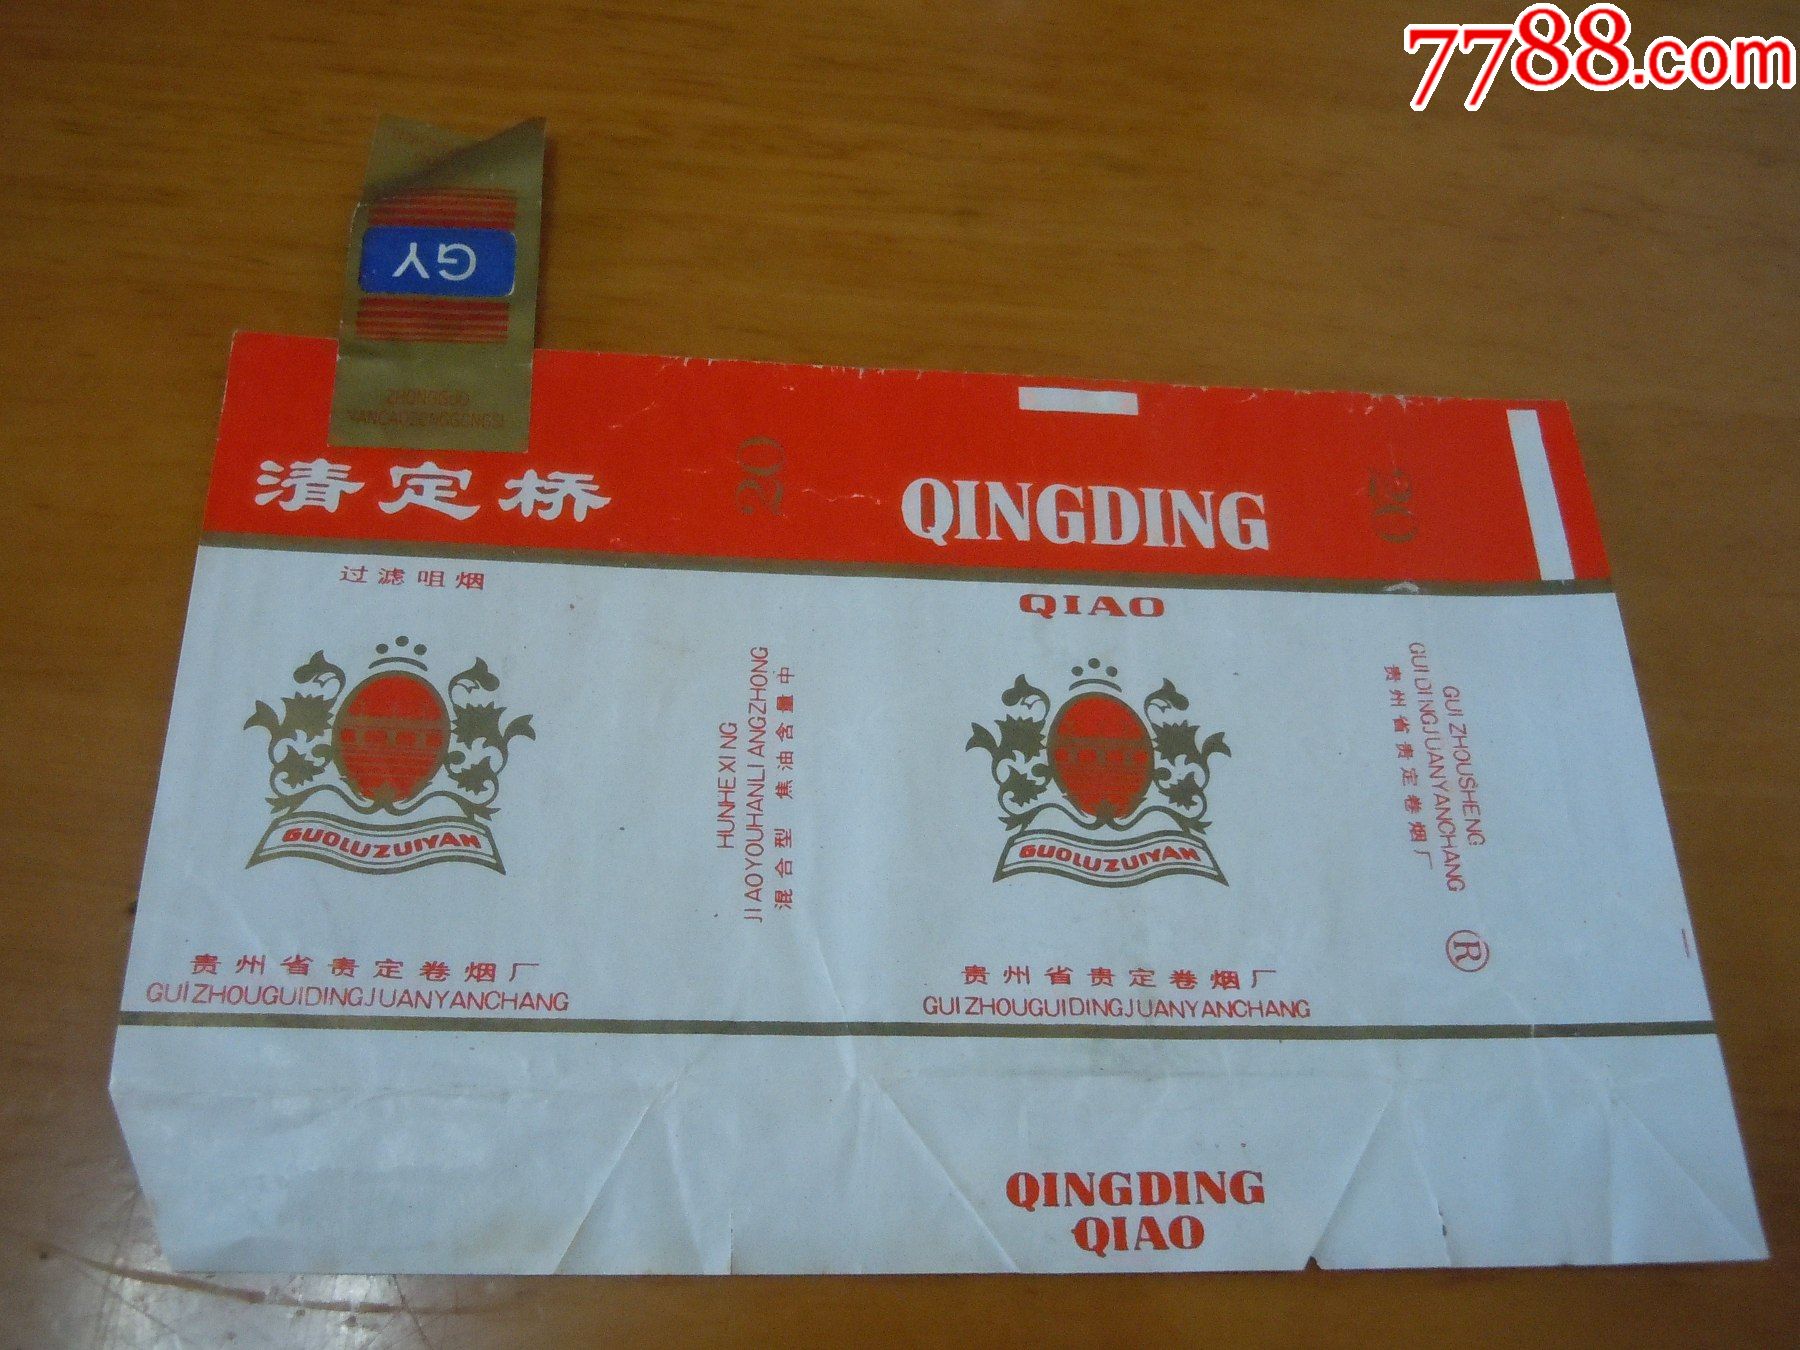 7788.com
GY
ZHONGGUO
YANCAOZONGGONGSI
清定桥
20
QINGDING
20
过滤咀烟
QIAO
GUOLUZUIYAN
HUNHEXING
JIAOYOUHANLIANGZHONG
混合型 焦油含量中
GUOLUZUIYAN
GUIZHOUSHENG
GUIDINGJUANYANCHANG
贵州省贵定卷烟厂
®
贵州省贵定卷烟厂
GUIZHOUGUIDINGJUANYANCHANG
贵州省贵定卷烟厂
GUIZHOUGUIDINGJUANYANCHANG
QINGDING
QIAO